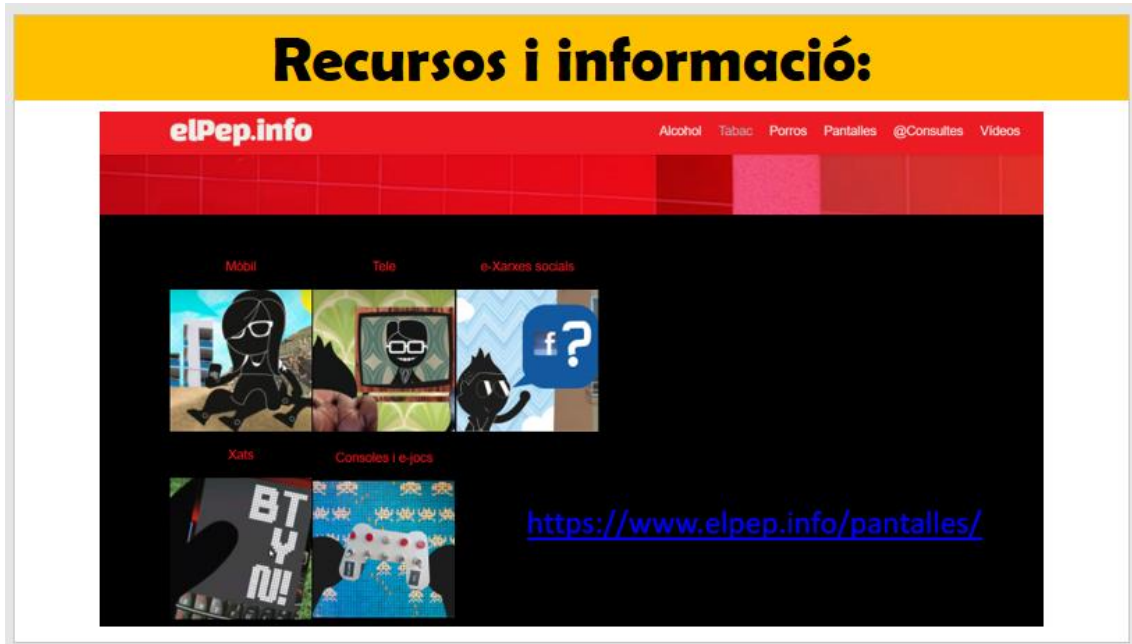 Recursos i informació:
elPep.info
Alcohol Tabac Porros Pantalles @Consultes Vídeos
Mòbil Tele e-Xarxes socials
f ?
Xats Consoles i e-jocs
BT
Y
N!
https://www.elpep.info/pantalles/